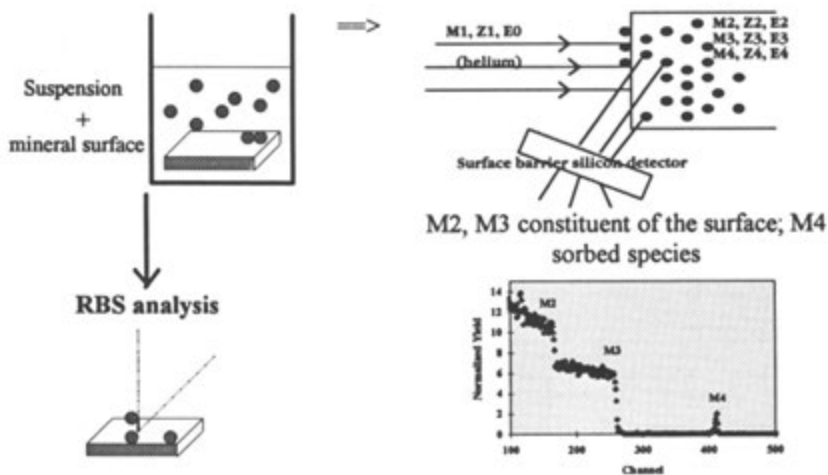 Suspension
+
mineral surface
RBS analysis
M1, Z1, E0
(helium)
M2, Z2, E2
M3, Z3, E3
M4, Z4, E4
Surface barrier silicon detector
M2, M3 constituent of the surface; M4
sorbed species
Normalized Yield
14
12
10
8
6
4
2
0
M2
M3
M4
100
200
300
400
500
Channel